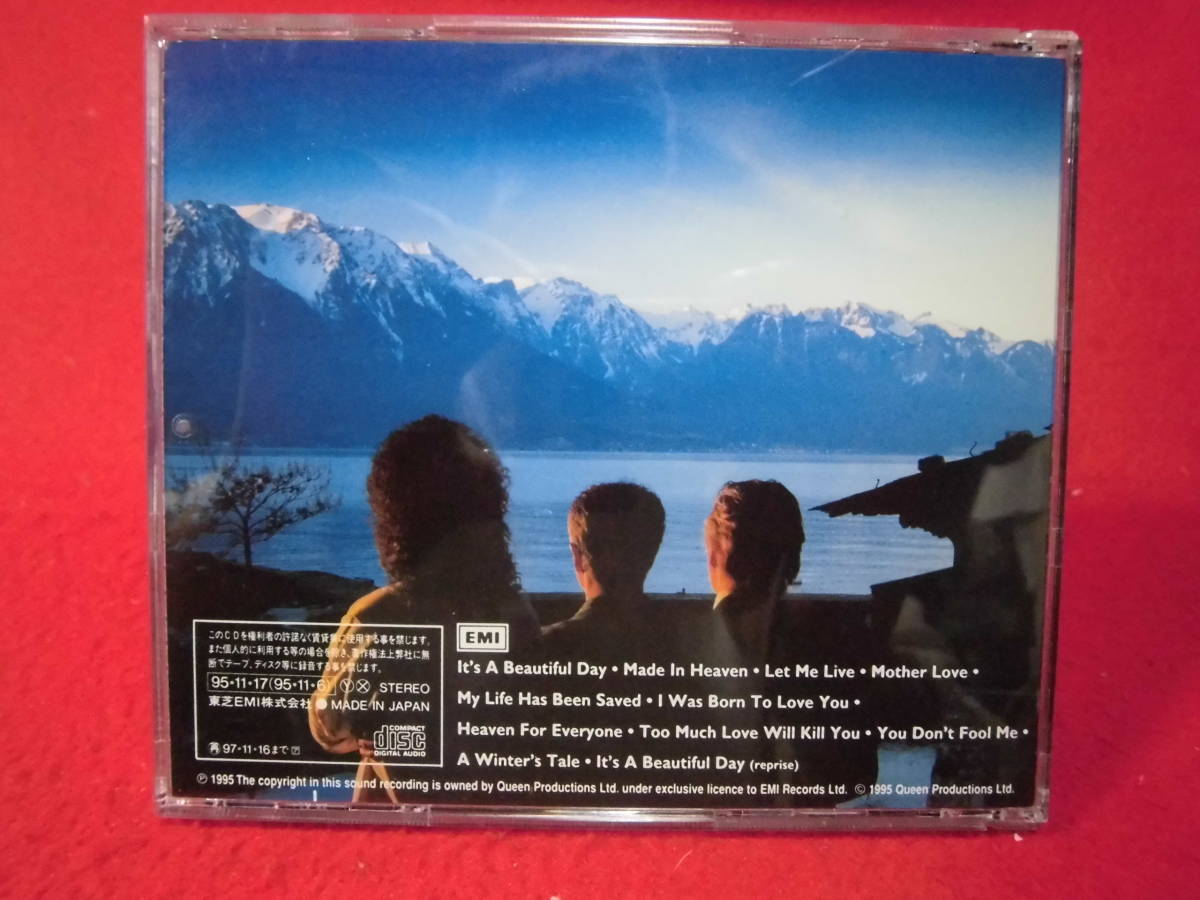 このCDを権利者の許諾なく賃貸業に使用する事を禁じます。
また個人的に利用する等の場合を除き、著作権法上弊社に無
断でテープ、ディスク等に録音する事を禁じます。
95・11・17(95・11・6) Ⓨ STEREO
東芝EMI株式会社 ● MADE IN JAPAN
COMPACT
disc
DIGITAL AUDIO
97・11・16まで
EMI
It's A Beautiful Day • Made In Heaven • Let Me Live • Mother Love •
My Life Has Been Saved • I Was Born To Love You •
Heaven For Everyone • Too Much Love Will Kill You • You Don't Fool Me •
A Winter's Tale • It's A Beautiful Day (reprise)
℗ 1995 The copyright in this sound recording is owned by Queen Productions Ltd. under exclusive licence to EMI Records Ltd. © 1995 Queen Productions Ltd.